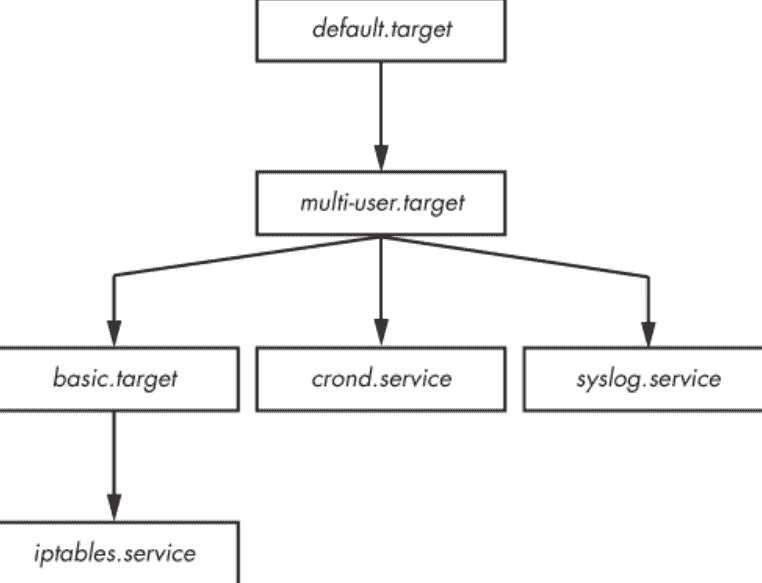 default.target
multi-user.target
basic.target
crond.service
syslog.service
iptables.service